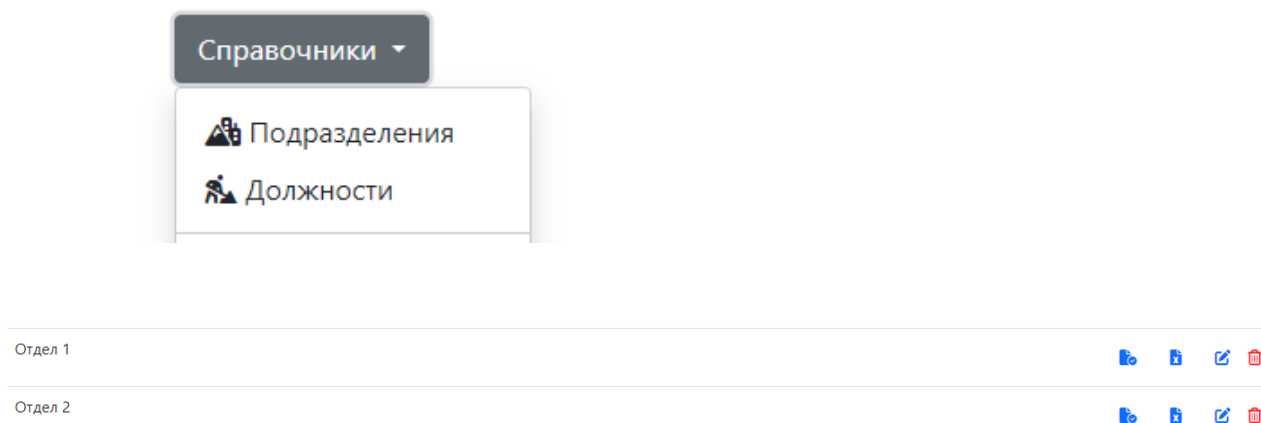 Справочники
Подразделения
Должности
Отдел 1
Отдел 2